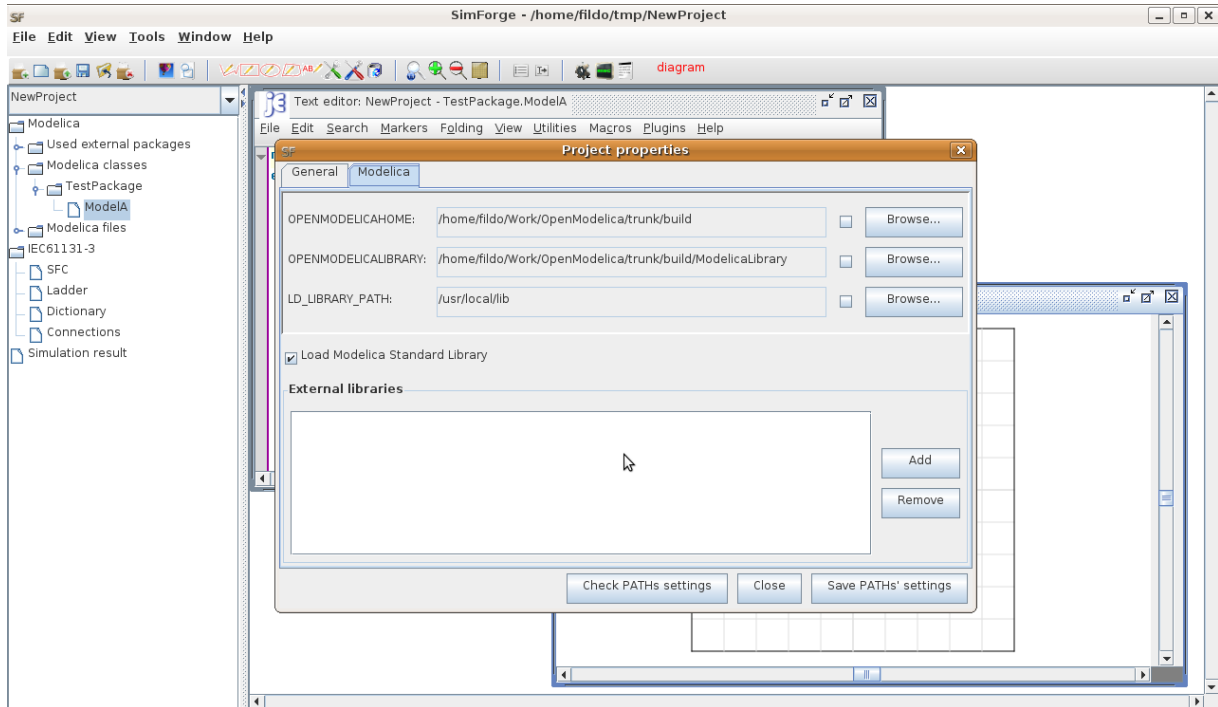 SF SimForge - /home/fildo/tmp/NewProject
File Edit View Tools Window Help
diagram
NewProject
Modelica
Used external packages
Modelica classes
TestPackage
ModelA
Modelica files
IEC61131-3
SFC
Ladder
Dictionary
Connections
Simulation result
Text editor: NewProject - TestPackage.ModelA
File Edit Search Markers Folding View Utilities Macros Plugins Help
SF Project properties
General Modelica
OPENMODELICAHOME: /home/fildo/Work/OpenModelica/trunk/build Browse...
OPENMODELICALIBRARY: /home/fildo/Work/OpenModelica/trunk/build/ModelicaLibrary Browse...
LD_LIBRARY_PATH: /usr/local/lib Browse...
Load Modelica Standard Library
External libraries
Add
Remove
Check PATHs settings Close Save PATHs' settings